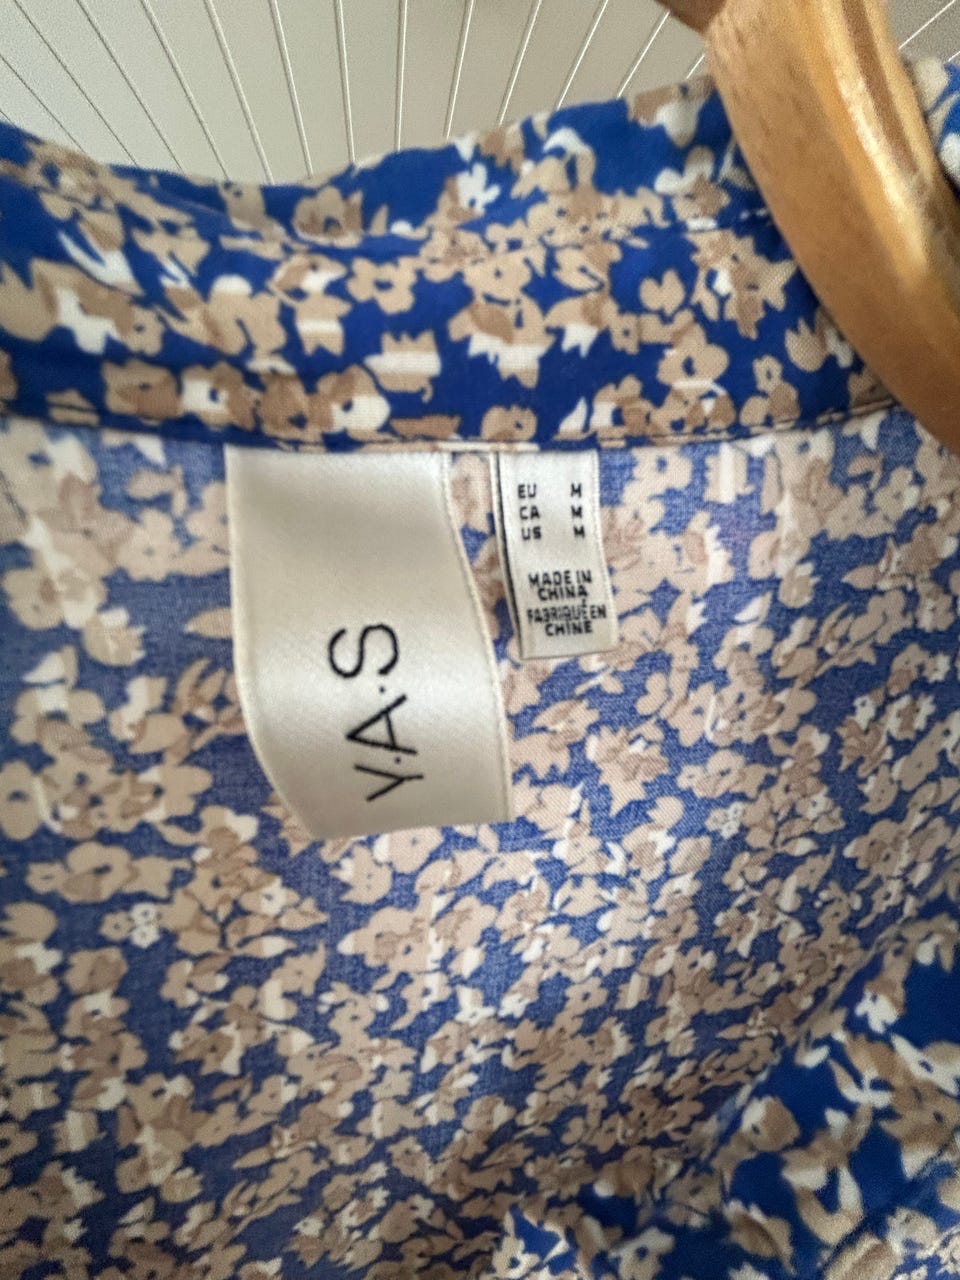 Y.A.S
EU M
CA M
US M
MADE IN
CHINA
FABRIQUÉ EN
CHINE